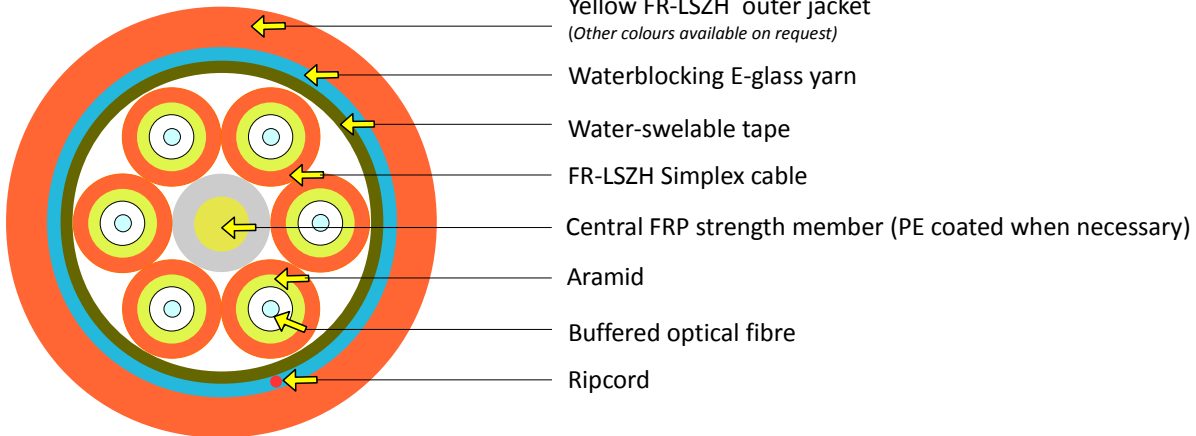 Yellow FR-LSZH outer jacket
(Other colours available on request)
Waterblocking E-glass yarn
Water-swelable tape
FR-LSZH Simplex cable
Central FRP strength member (PE coated when necessary)
Aramid
Buffered optical fibre
Ripcord